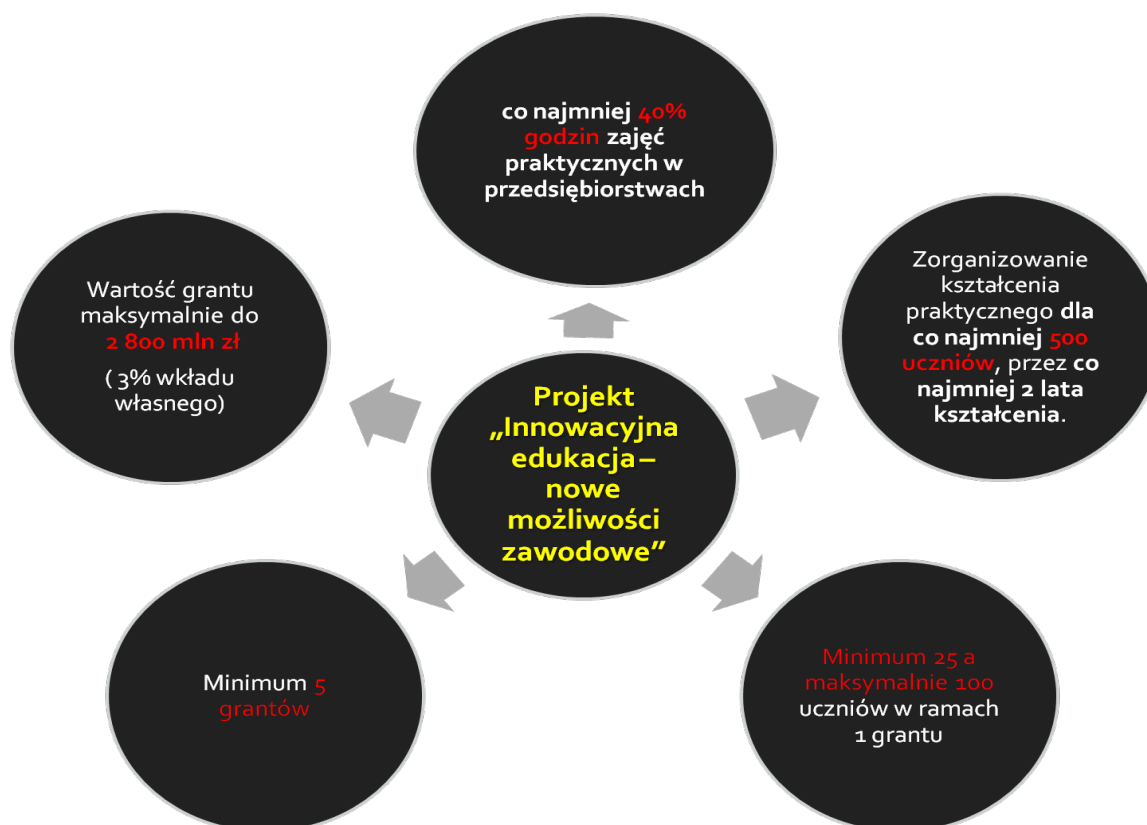 co najmniej 40%
godzin zajęć
praktycznych w
przedsiębiorstwach
Wartość grantu
maksymalnie do
2 800 mln zł
( 3% wkładu
własnego)
Zorganizowanie
kształcenia
praktycznego dla
co najmniej 500
uczniów, przez co
najmniej 2 lata
kształcenia.
Projekt
„Innowacyjna
edukacja –
nowe
możliwości
zawodowe”
Minimum 5
grantów
Minimum 25 a
maksymalnie 100
uczniów w ramach
1 grantu